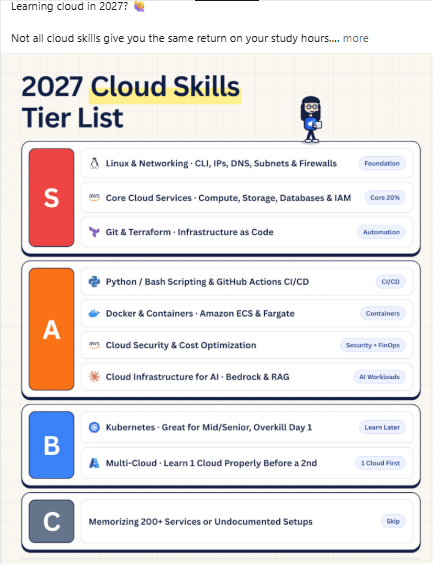 Learning cloud in 2027? 👋
Not all cloud skills give you the same return on your study hours.... more
2027 Cloud Skills
Tier List
S
Linux & Networking · CLI, IPs, DNS, Subnets & Firewalls
Foundation
aws
Core Cloud Services · Compute, Storage, Databases & IAM
Core 20%
Git & Terraform · Infrastructure as Code
Automation
A
Python / Bash Scripting & GitHub Actions CI/CD
CI/CD
Docker & Containers · Amazon ECS & Fargate
Containers
aws
Cloud Security & Cost Optimization
Security + FinOps
Cloud Infrastructure for AI · Bedrock & RAG
AI Workloads
B
Kubernetes · Great for Mid/Senior, Overkill Day 1
Learn Later
Multi-Cloud · Learn 1 Cloud Properly Before a 2nd
1 Cloud First
C
Memorizing 200+ Services or Undocumented Setups
Skip